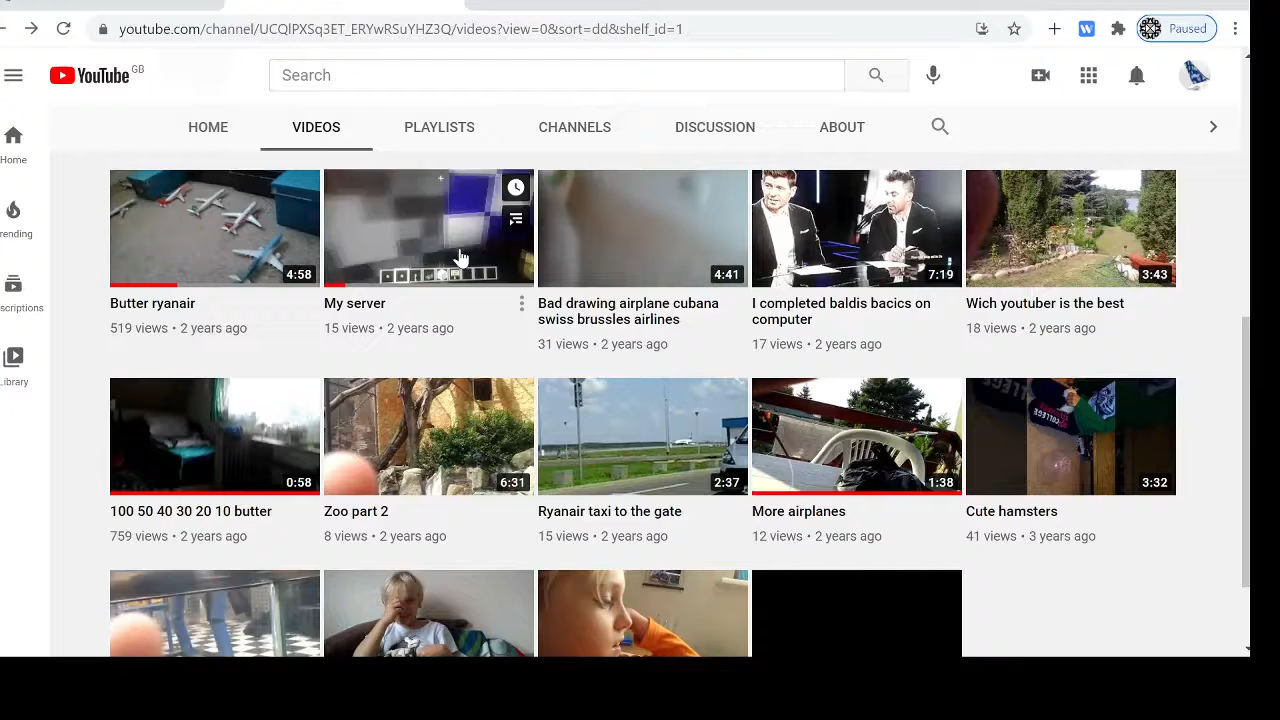 youtube.com/channel/UCQlPXSq3ET_ERYwRSuYHZ3Q/videos?view=0&sort=dd&shelf_id=1
W
Paused
YouTube GB
Search
HOME VIDEOS PLAYLISTS CHANNELS DISCUSSION ABOUT
Home
rending
scriptions
Library
4:58 4:41 7:19 3:43
Butter ryanair
519 views • 2 years ago
My server
15 views • 2 years ago
Bad drawing airplane cubana
swiss brussles airlines
31 views • 2 years ago
I completed baldis bacics on
computer
17 views • 2 years ago
Wich youtuber is the best
18 views • 2 years ago
COLLEGE
0:58 6:31 2:37 1:38 3:32
100 50 40 30 20 10 butter
759 views • 2 years ago
Zoo part 2
8 views • 2 years ago
Ryanair taxi to the gate
15 views • 2 years ago
More airplanes
12 views • 2 years ago
Cute hamsters
41 views • 3 years ago